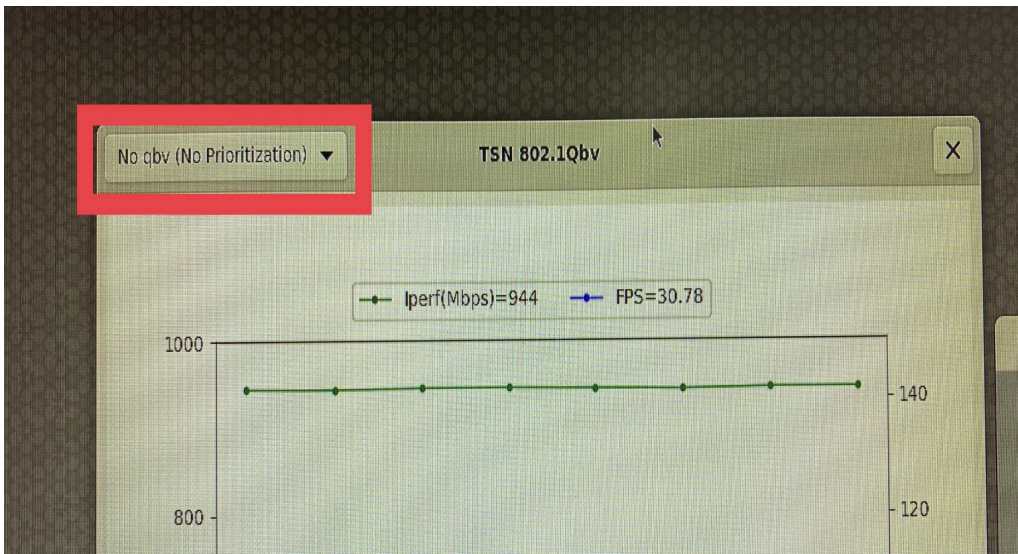 No qbv (No Prioritization)
TSN 802.1Qbv
X
Iperf(Mbps)=944
FPS=30.78
1000
140
800
120